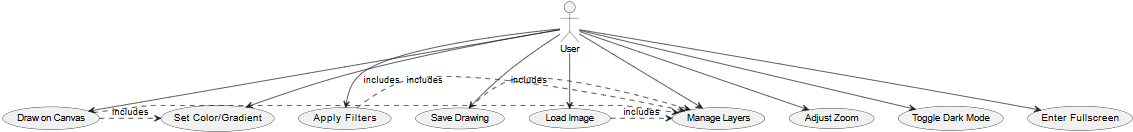 User
includes includes
includes
includes
includes
Draw on Canvas
Set Color/Gradient
Apply Filters
Save Drawing
Load Image
Manage Layers
Adjust Zoom
Toggle Dark Mode
Enter Fullscreen